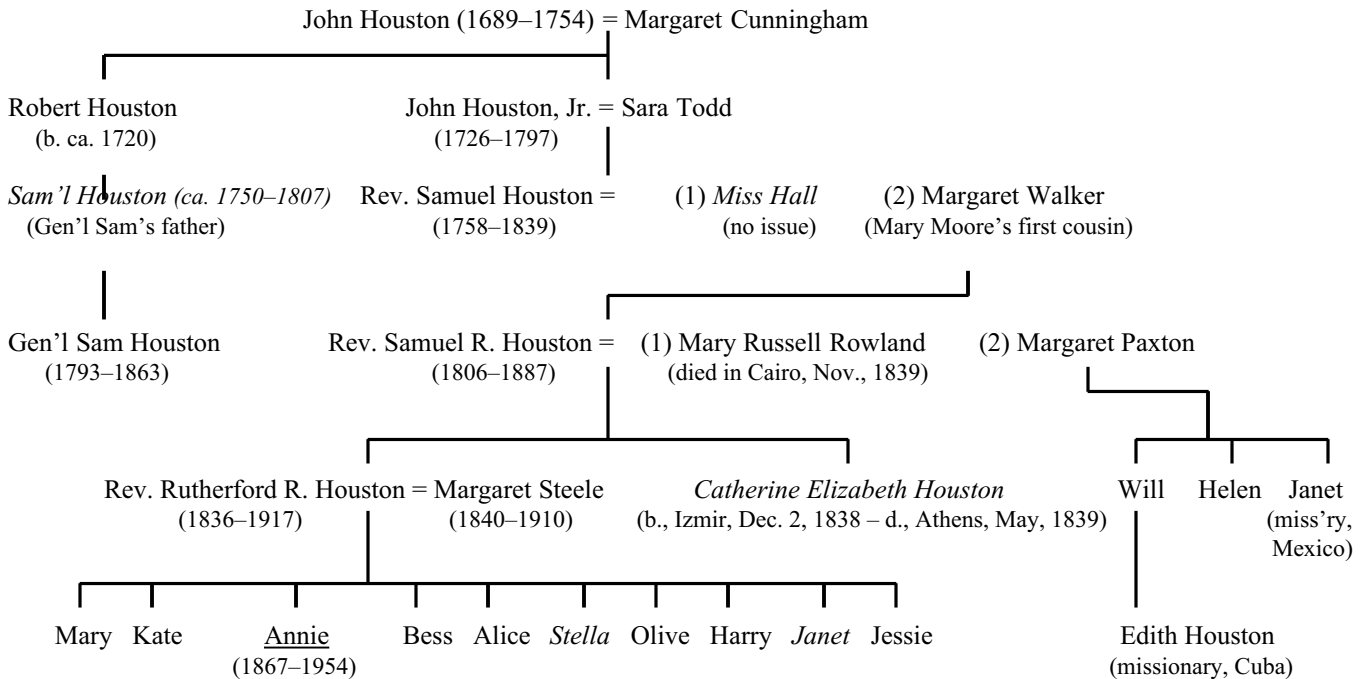 John Houston (1689–1754) = Margaret Cunningham
Robert Houston John Houston, Jr. = Sara Todd
(b. ca. 1720) (1726–1797)
Sam’l Houston (ca. 1750–1807) Rev. Samuel Houston = (1) Miss Hall (2) Margaret Walker
(Gen’l Sam’s father) (1758–1839) (no issue) (Mary Moore’s first cousin)
Gen’l Sam Houston Rev. Samuel R. Houston = (1) Mary Russell Rowland (2) Margaret Paxton
(1793–1863) (1806–1887) (died in Cairo, Nov., 1839)
Rev. Rutherford R. Houston = Margaret Steele Catherine Elizabeth Houston Will Helen Janet
(1836–1917) (1840–1910) (b., Izmir, Dec. 2, 1838 – d., Athens, May, 1839) (miss’ry,
Mexico)
Mary Kate Annie Bess Alice Stella Olive Harry Janet Jessie Edith Houston
(1867–1954) (missionary, Cuba)